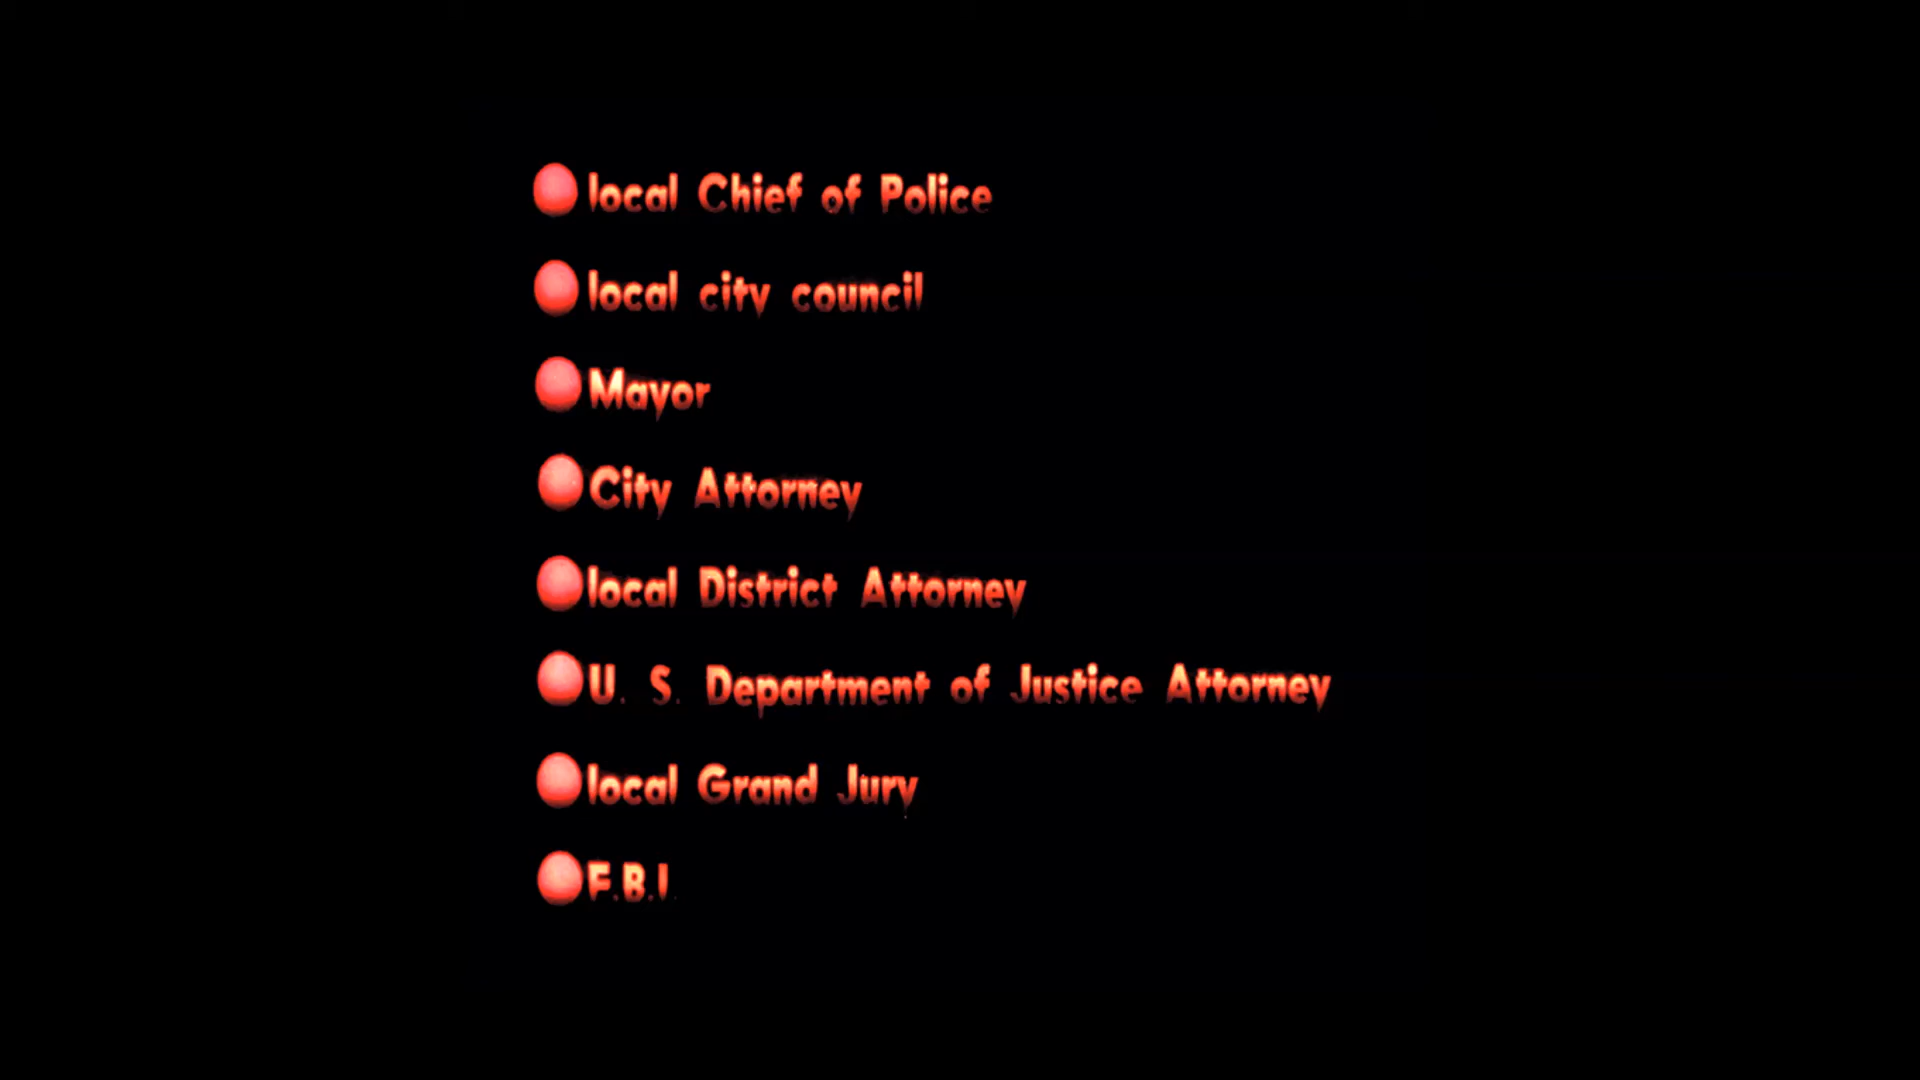 local Chief of Police
local city council
Mayor
City Attorney
local District Attorney
U. S. Department of Justice Attorney
local Grand Jury
F.B.I.